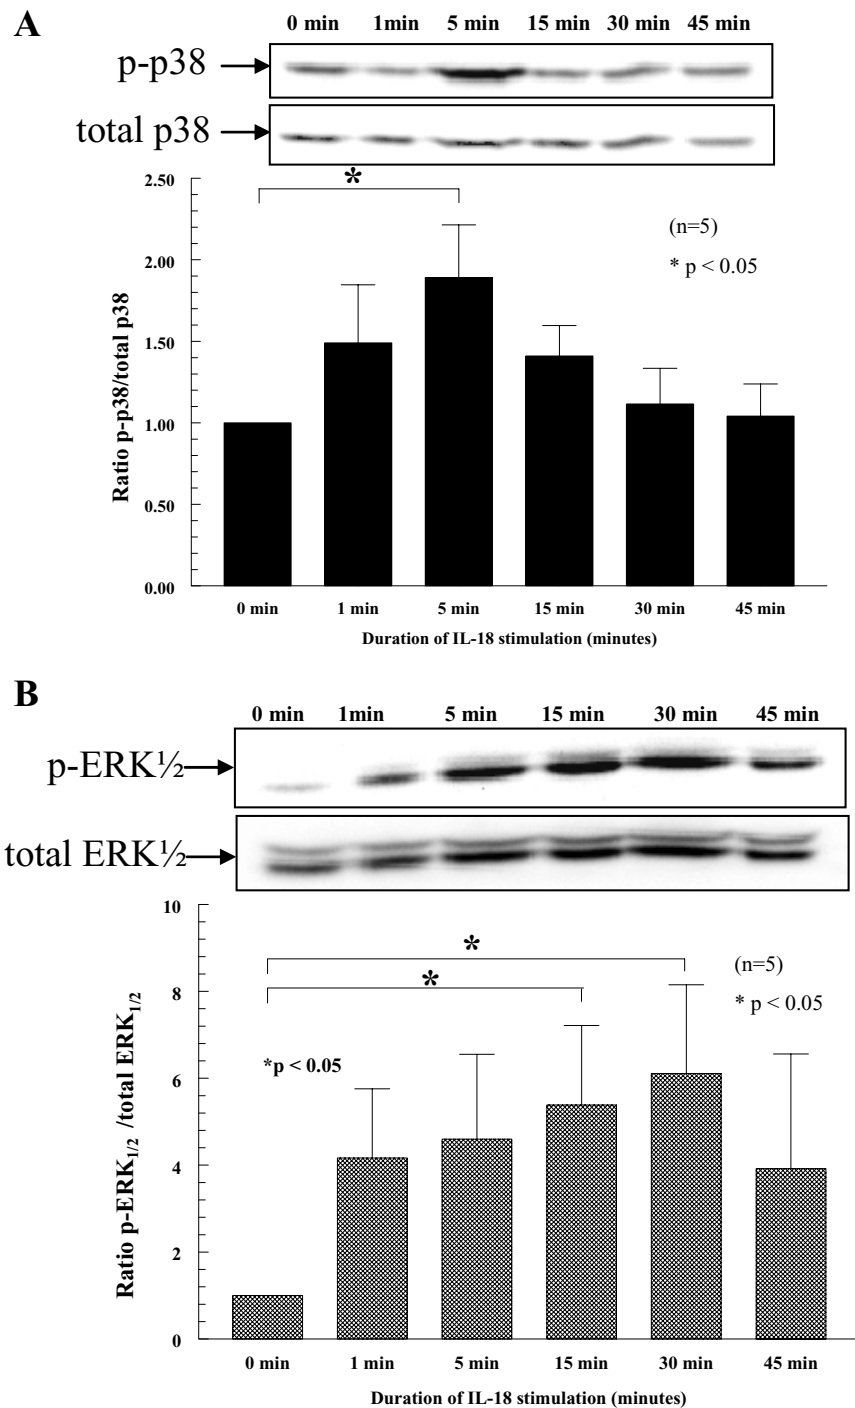 A
0 min 1min 5 min 15 min 30 min 45 min
p-p38
total p38
2.50
*
(n=5)
2.00
* p < 0.05
1.50
1.00
0.50
0.00
Ratio p-p38/total p38
0 min 1 min 5 min 15 min 30 min 45 min
Duration of IL-18 stimulation (minutes)
B
0 min 1min 5 min 15 min 30 min 45 min
p-ERK½
total ERK½
10
*
(n=5)
*
8
* p < 0.05
*p < 0.05
6
4
2
0
Ratio p-ERK1/2 /total ERK1/2
0 min 1 min 5 min 15 min 30 min 45 min
Duration of IL-18 stimulation (minutes)